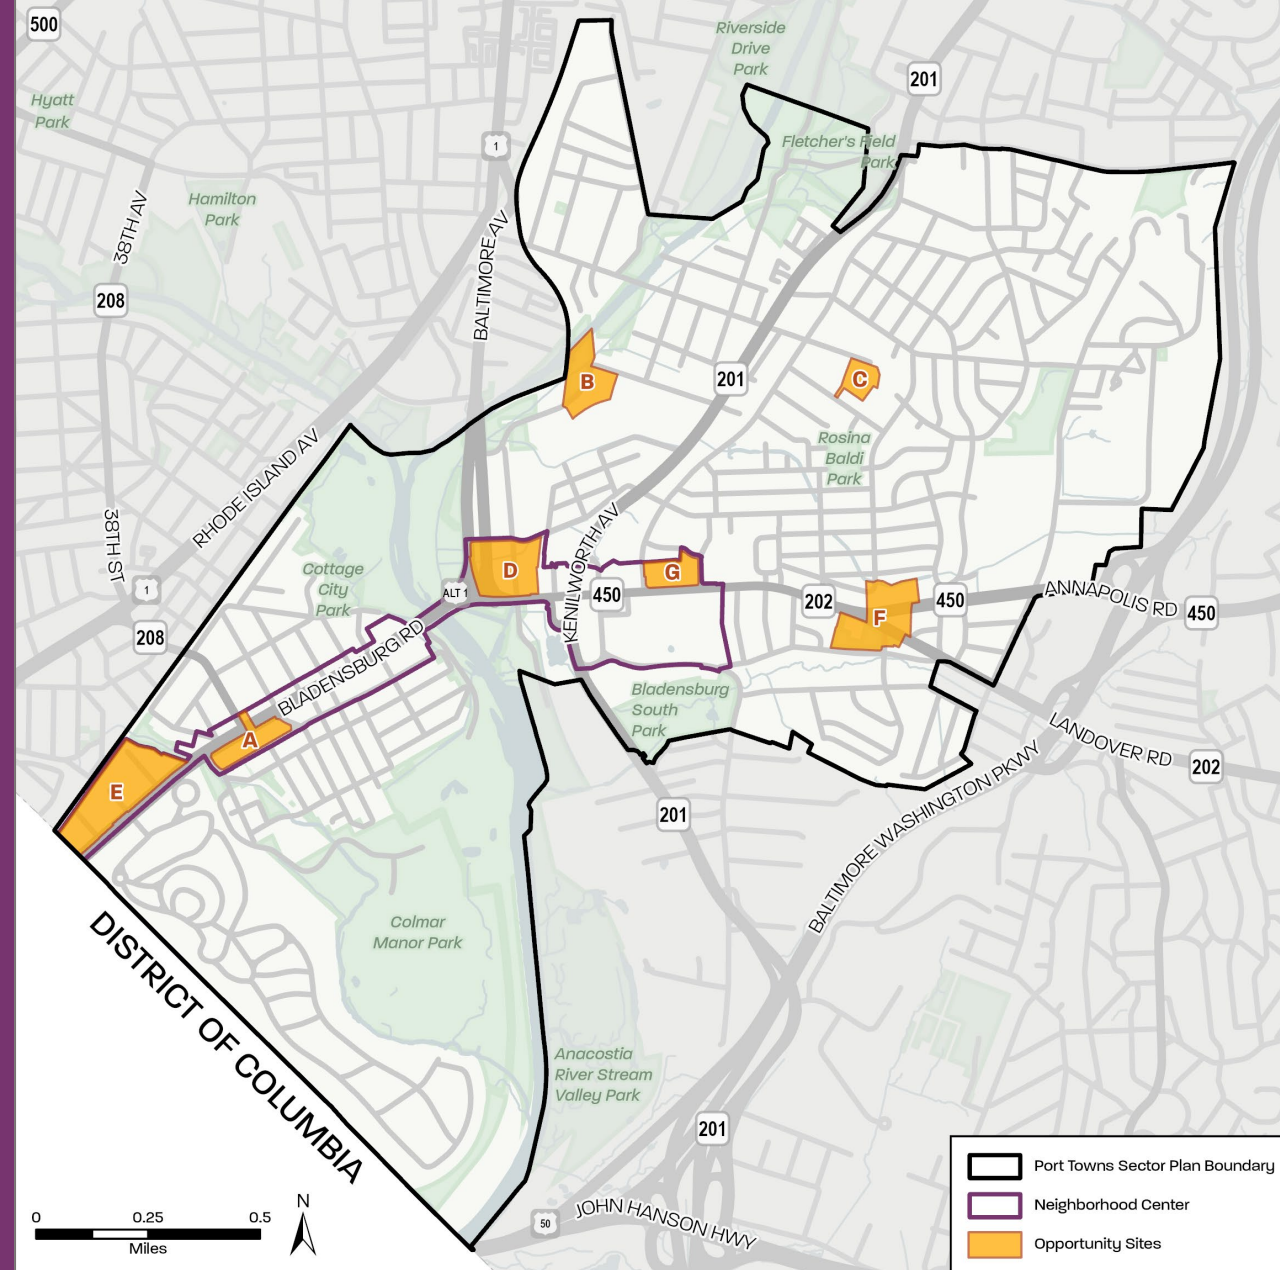 500
Riverside
Drive
Park
201
Hyatt
Park
1
Fletcher's Field
Park
38TH AV
Hamilton
Park
BALTIMORE AV
208
B
201
C
RHODE ISLAND AV
Rosina
Baldi
Park
38TH ST
KENILWORTH AV
Cottage
City
Park
D
G
1
ALT 1
450
202
450
ANNAPOLIS RD
450
F
208
BLADENSBURG RD
Bladensburg
South
Park
A
LANDOVER RD
202
E
201
BALTIMORE WASHINGTON PKWY
DISTRICT OF COLUMBIA
Colmar
Manor Park
Anacostia
River Stream
Valley Park
201
50
JOHN HANSON HWY
N
0 0.25 0.5
Miles
Port Towns Sector Plan Boundary
Neighborhood Center
Opportunity Sites